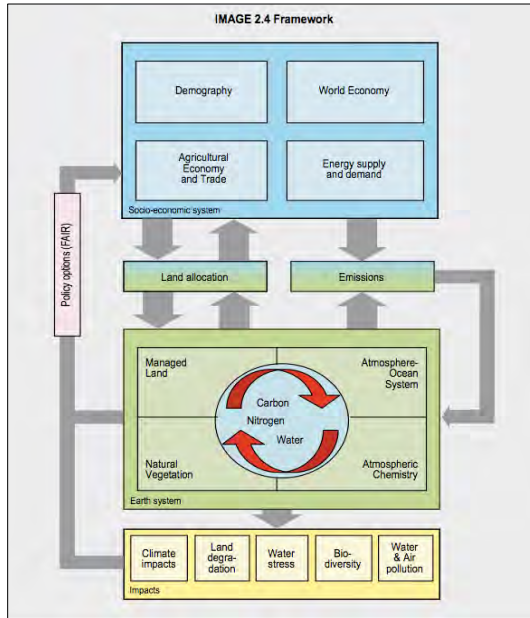 IMAGE 2.4 Framework
Demography
World Economy
Agricultural
Economy
and Trade
Energy supply
and demand
Socio-economic system
Policy options (FAIR)
Land allocation
Emissions
Managed
Land
Atmosphere-
Ocean
System
Carbon
Nitrogen
Water
Natural
Vegetation
Atmospheric
Chemistry
Earth system
Climate
impacts
Land
degra-
dation
Water
stress
Bio-
diversity
Water
& Air
pollution
Impacts